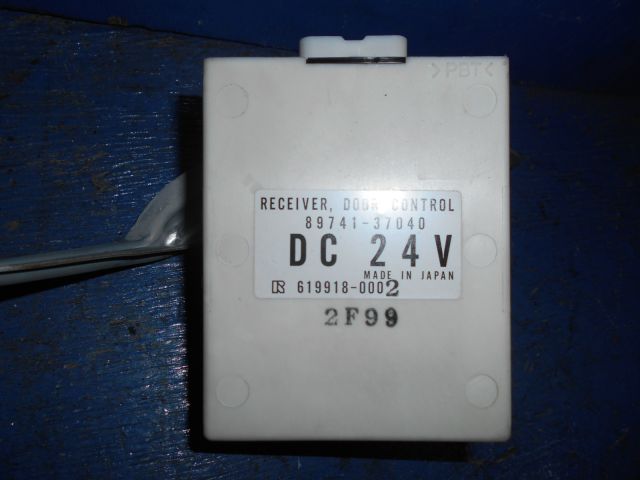 >PBT<
RECEIVER, DOOR CONTROL
89741-37040
DC 24V
MADE IN JAPAN
R 619918-0002
2F99